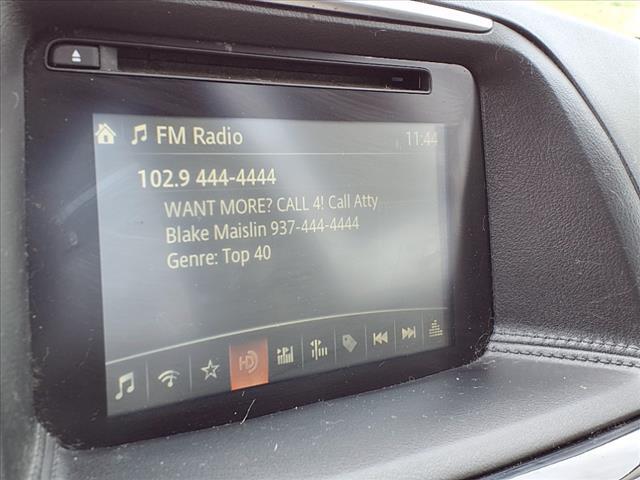 FM Radio 11:44
102.9 444-4444
WANT MORE? CALL 4! Call Atty
Blake Maislin 937-444-4444
Genre: Top 40
HD